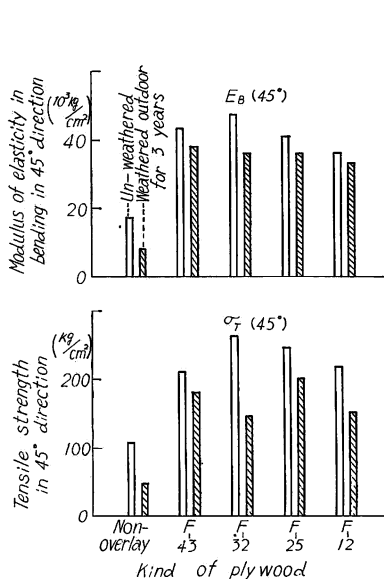 Modulus of elasticity in
bending in 45° direction
(10³ kg/cm²)
40
20
0
Un-weathered
Weathered outdoor
for 3 years
E_B (45°)
Tensile strength
in 45° direction
(kg/cm²)
200
100
0
σ_T (45°)
Non-overlay
F-43
F-32
F-25
F-12
Kind of plywood